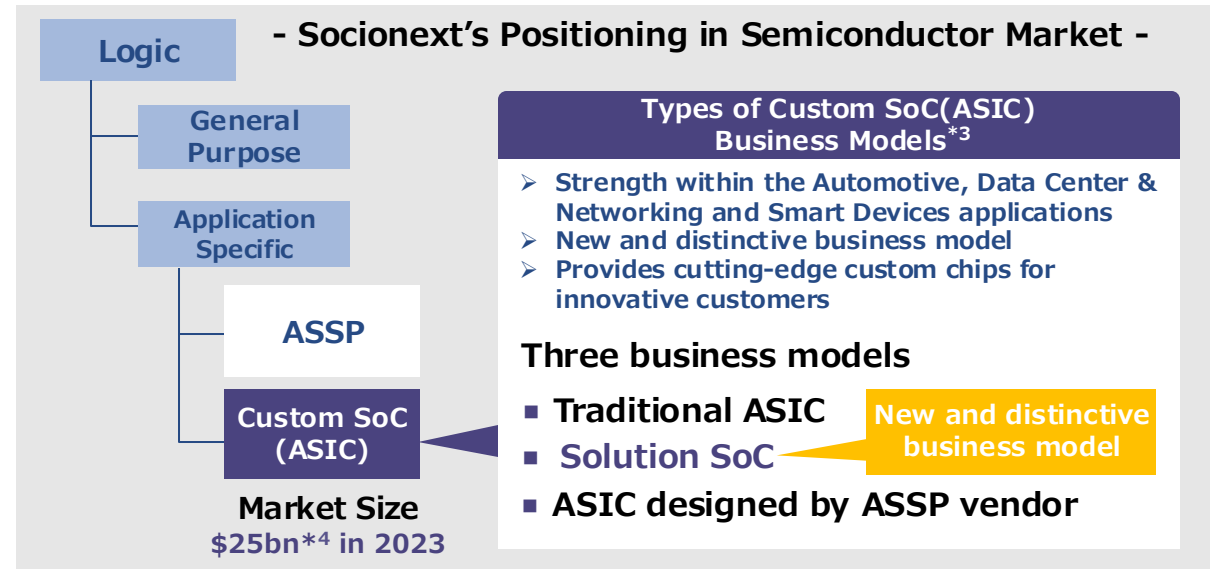 - Socionext's Positioning in Semiconductor Market -
Logic
General
Purpose
Application
Specific
ASSP
Custom SoC
(ASIC)
Market Size
$25bn*4 in 2023
Types of Custom SoC(ASIC)
Business Models*3
➢ Strength within the Automotive, Data Center &
Networking and Smart Devices applications
➢ New and distinctive business model
➢ Provides cutting-edge custom chips for
innovative customers
Three business models
▪ Traditional ASIC
▪ Solution SoC
▪ ASIC designed by ASSP vendor
New and distinctive
business model